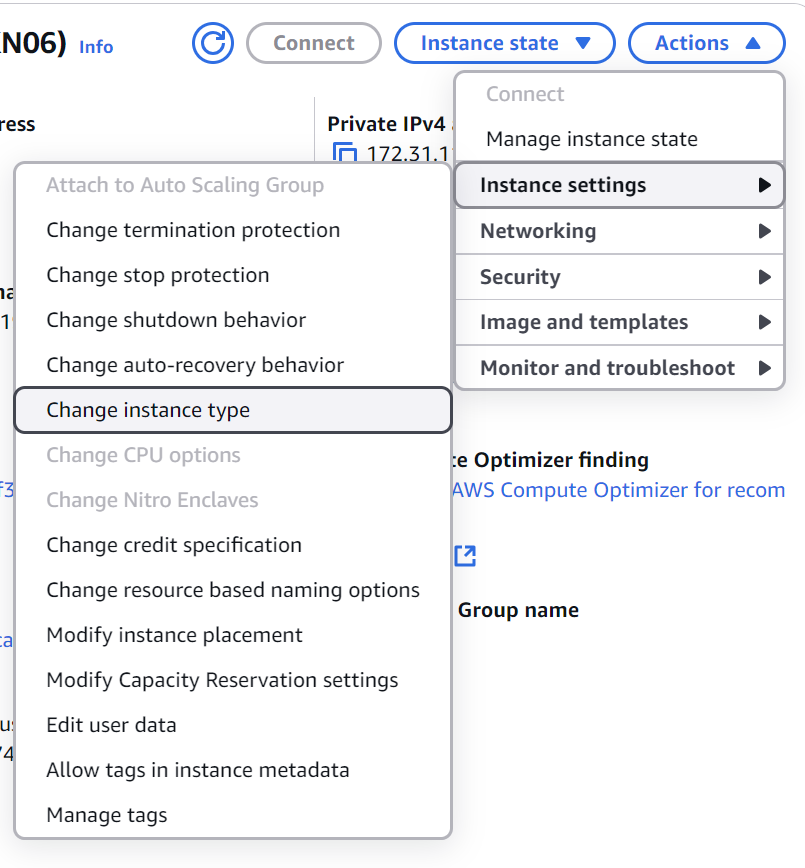 N06) Info
Connect
Instance state
Actions
Private IPv4
172.31.1
Connect
Manage instance state
Instance settings
Networking
Security
Image and templates
Monitor and troubleshoot
Attach to Auto Scaling Group
Change termination protection
Change stop protection
Change shutdown behavior
Change auto-recovery behavior
Change instance type
Change CPU options
Change Nitro Enclaves
Change credit specification
Change resource based naming options
Modify instance placement
Modify Capacity Reservation settings
Edit user data
Allow tags in instance metadata
Manage tags
Optimizer finding
AWS Compute Optimizer for recom
Group name